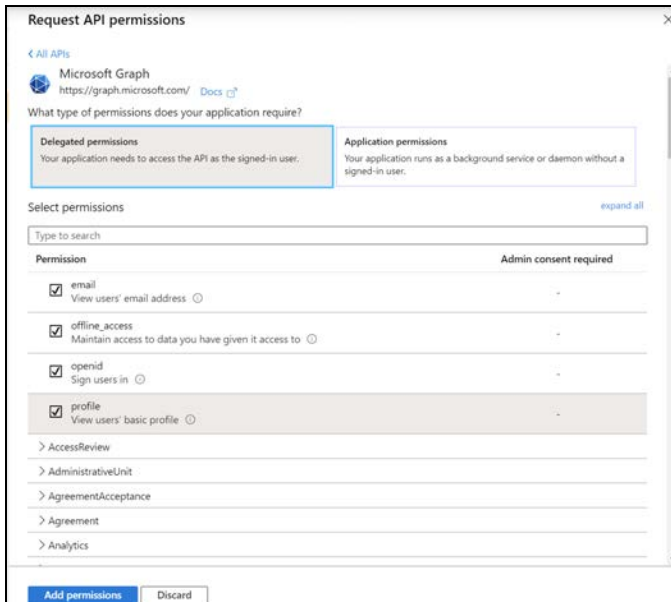 Request API permissions
< All APIs
Microsoft Graph
https://graph.microsoft.com/ Docs
What type of permissions does your application require?
Delegated permissions
Your application needs to access the API as the signed-in user.
Application permissions
Your application runs as a background service or daemon without a
signed-in user.
Select permissions
expand all
Type to search
Permission
Admin consent required
email
View users' email address
-
offline_access
Maintain access to data you have given it access to
-
openid
Sign users in
-
profile
View users' basic profile
-
> AccessReview
> AdministrativeUnit
> AgreementAcceptance
> Agreement
> Analytics
Add permissions
Discard